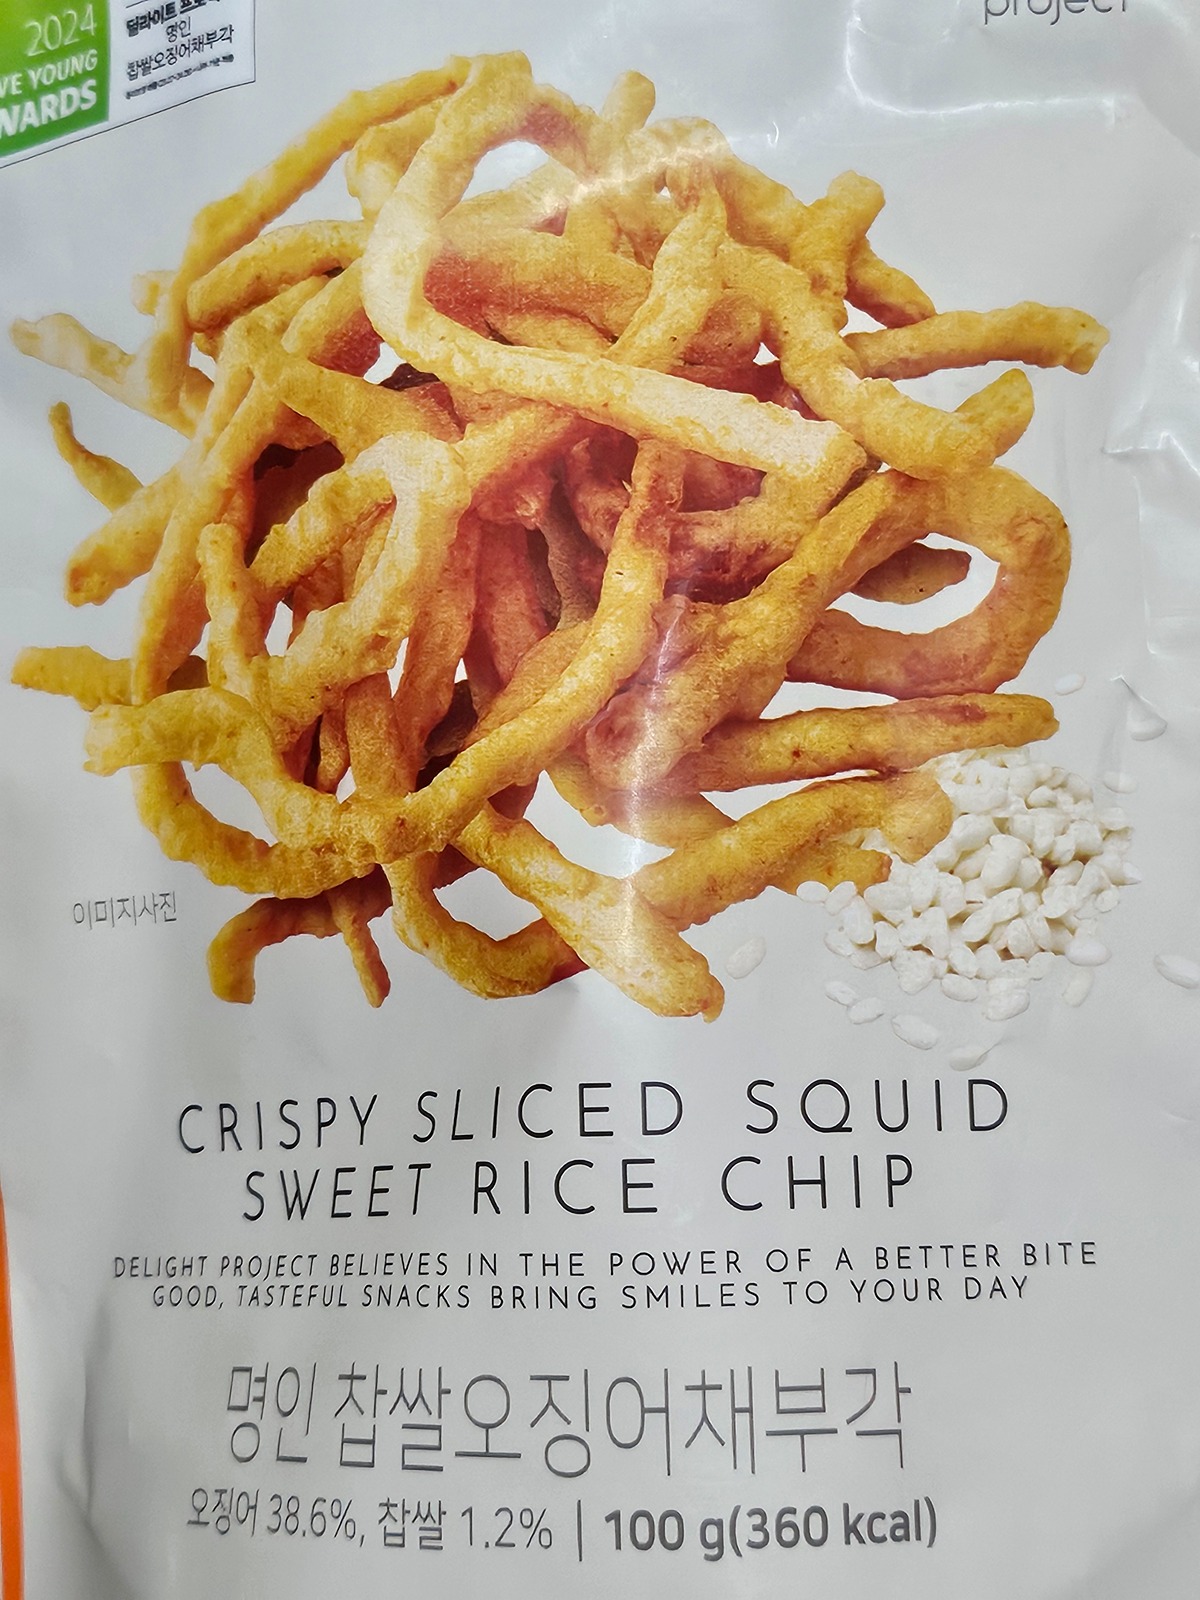 project
2024
VE YOUNG
WARDS
명인
찹쌀오징어채부각
이미지사진
CRISPY SLICED SQUID
SWEET RICE CHIP
DELIGHT PROJECT BELIEVES IN THE POWER OF A BETTER BITE
GOOD, TASTEFUL SNACKS BRING SMILES TO YOUR DAY
명인 찹쌀오징어채부각
오징어 38.6%, 찹쌀 1.2% | 100 g(360 kcal)